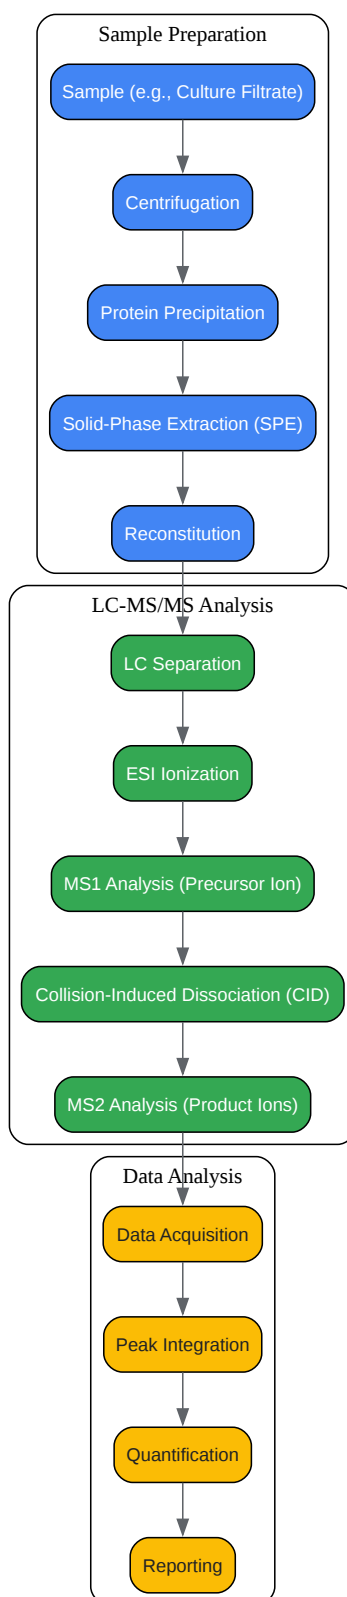 Sample Preparation
Sample (e.g., Culture Filtrate)
Centrifugation
Protein Precipitation
Solid-Phase Extraction (SPE)
Reconstitution
LC-MS/MS Analysis
LC Separation
ESI Ionization
MS1 Analysis (Precursor Ion)
Collision-Induced Dissociation (CID)
MS2 Analysis (Product Ions)
Data Analysis
Data Acquisition
Peak Integration
Quantification
Reporting